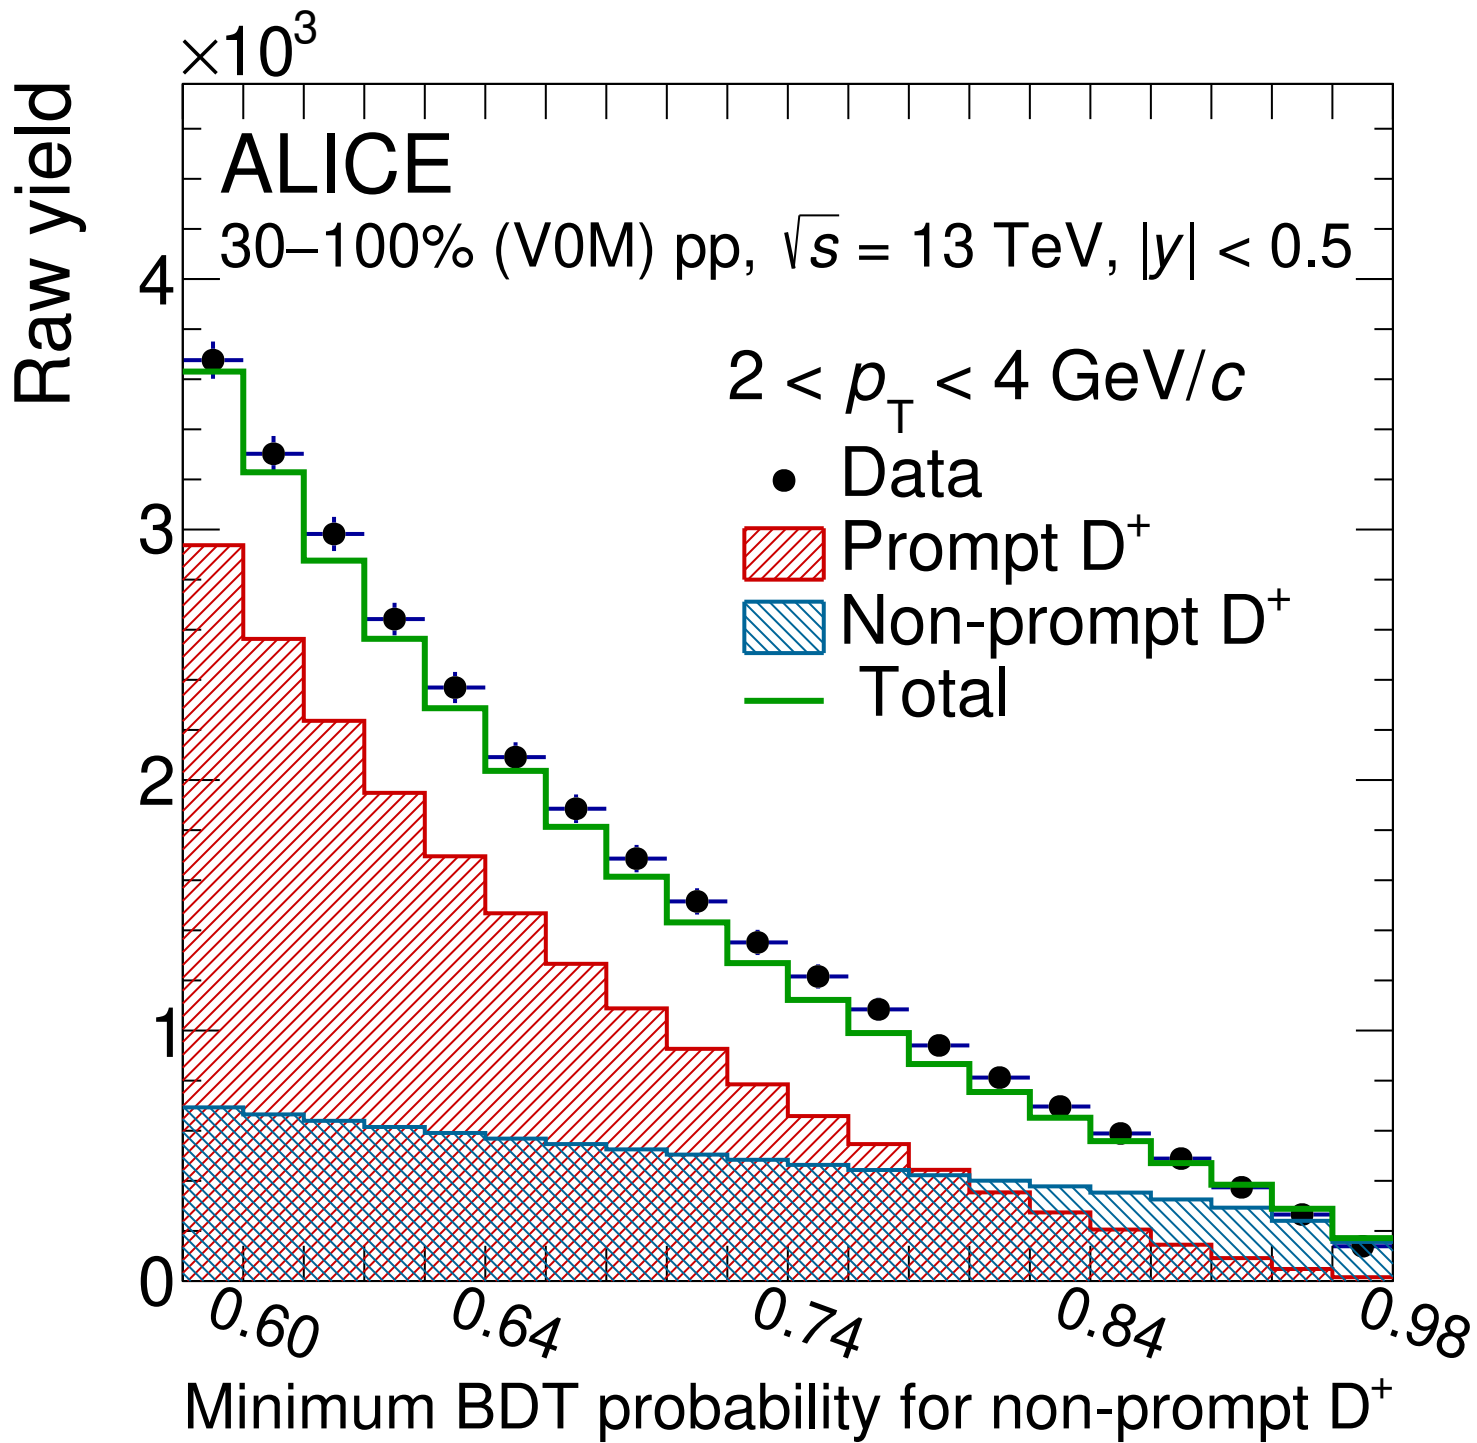 ×10³
Raw yield
ALICE
30–100% (V0M) pp, √s = 13 TeV, |y| < 0.5
2 < p_T < 4 GeV/c
Data
Prompt D⁺
Non-prompt D⁺
Total
4
3
2
1
0
0.60 0.64 0.74 0.84 0.98
Minimum BDT probability for non-prompt D⁺